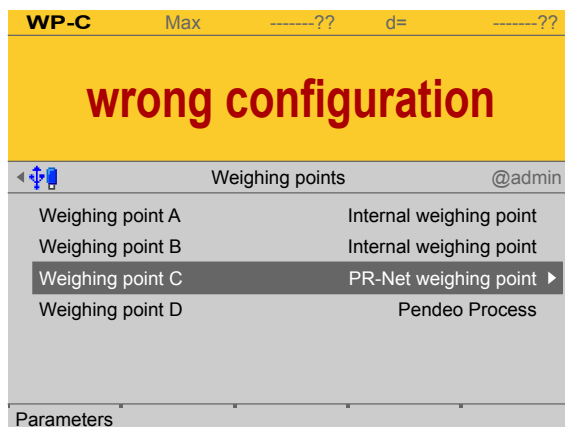 WP-C Max -------?? d= -------??
wrong configuration
Weighing points @admin
Weighing point A Internal weighing point
Weighing point B Internal weighing point
Weighing point C PR-Net weighing point
Weighing point D Pendeo Process
Parameters